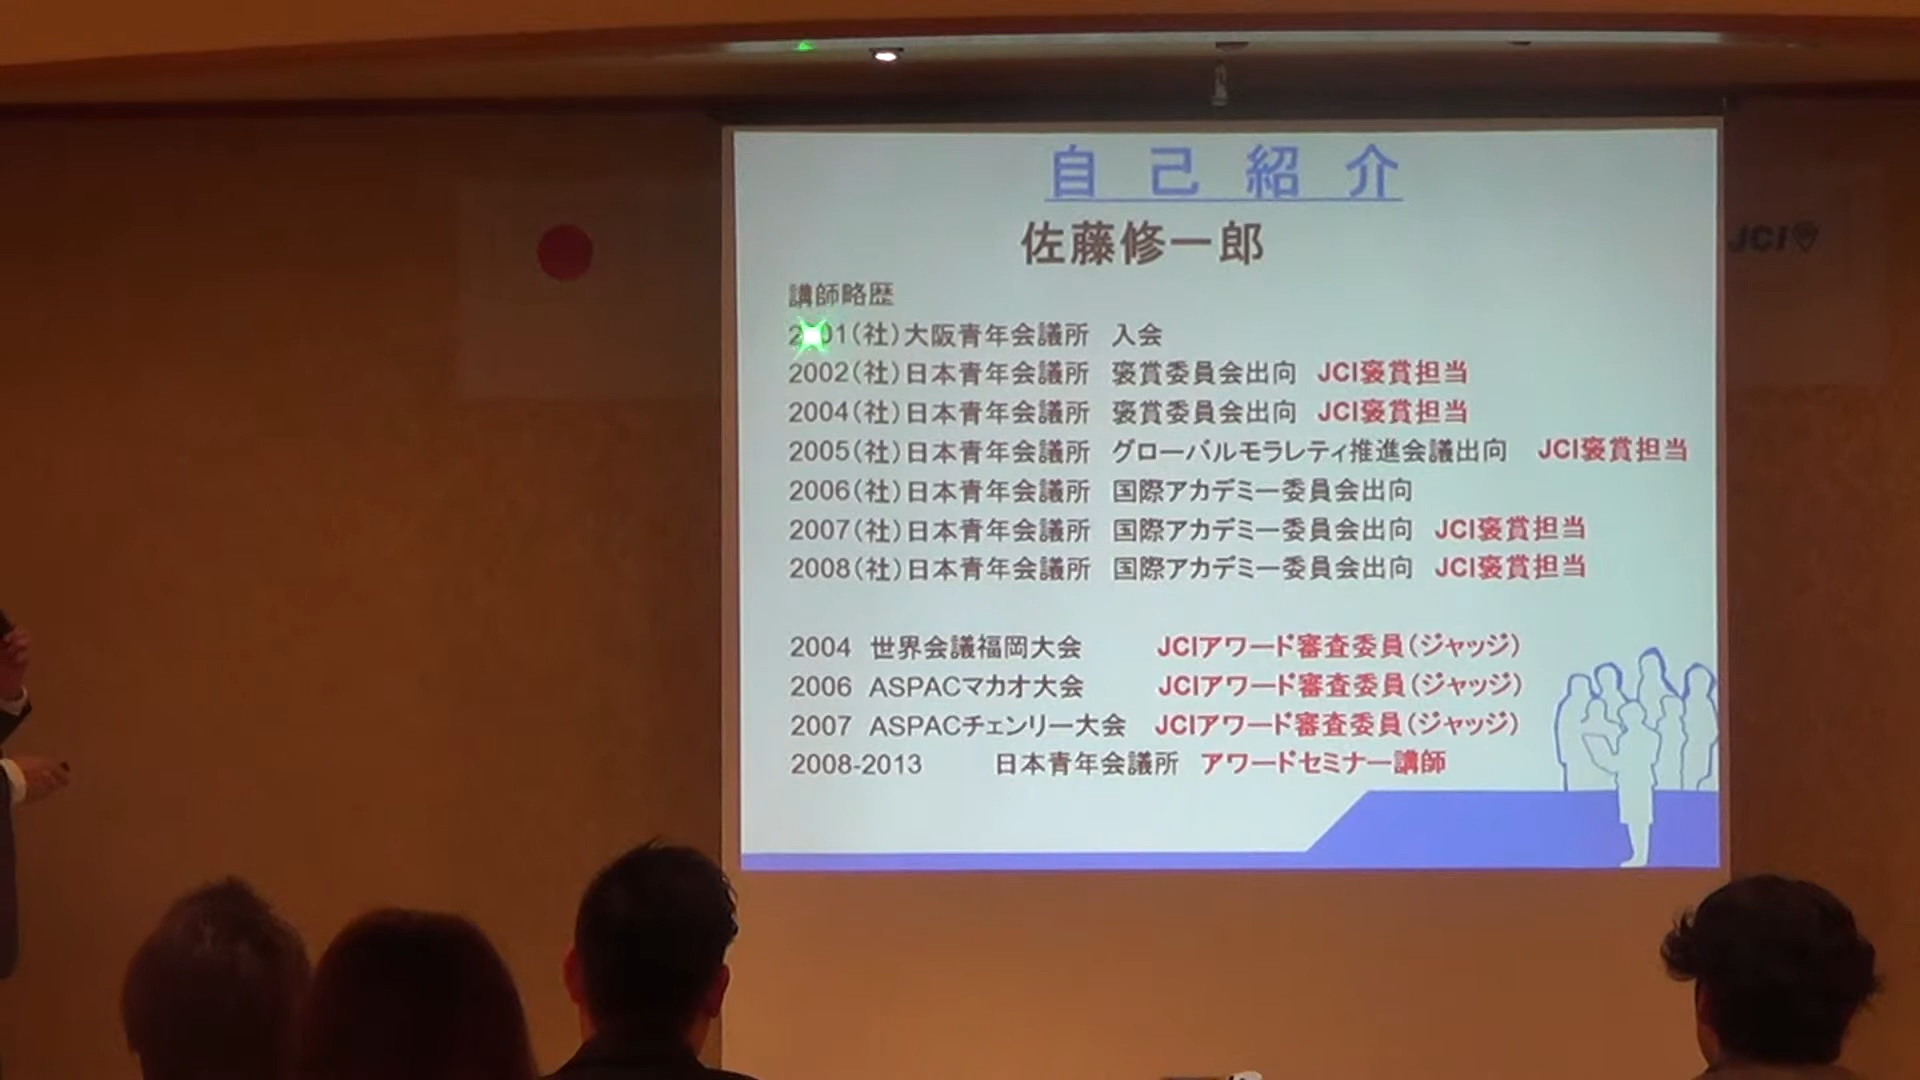 自己紹介
佐藤修一郎
講師略歴
2001(社)大阪青年会議所 入会
2002(社)日本青年会議所 褒賞委員会出向 JCI褒賞担当
2004(社)日本青年会議所 褒賞委員会出向 JCI褒賞担当
2005(社)日本青年会議所 グローバルモラレティ推進会議出向 JCI褒賞担当
2006(社)日本青年会議所 国際アカデミー委員会出向
2007(社)日本青年会議所 国際アカデミー委員会出向 JCI褒賞担当
2008(社)日本青年会議所 国際アカデミー委員会出向 JCI褒賞担当
2004 世界会議福岡大会 JCIアワード審査委員(ジャッジ)
2006 ASPACマカオ大会 JCIアワード審査委員(ジャッジ)
2007 ASPACチェンリー大会 JCIアワード審査委員(ジャッジ)
2008-2013 日本青年会議所 アワードセミナー講師
JCI